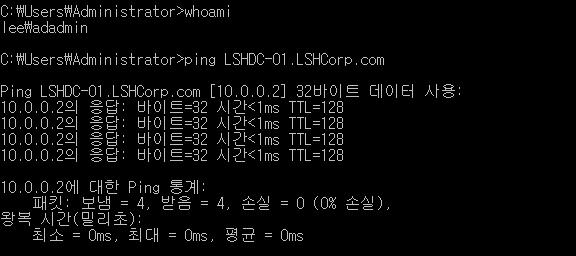 C:₩Users₩Administrator>whoami
lee₩adadmin
C:₩Users₩Administrator>ping LSHDC-01.LSHCorp.com
Ping LSHDC-01.LSHCorp.com [10.0.0.2] 32바이트 데이터 사용:
10.0.0.2의 응답: 바이트=32 시간<1ms TTL=128
10.0.0.2의 응답: 바이트=32 시간<1ms TTL=128
10.0.0.2의 응답: 바이트=32 시간<1ms TTL=128
10.0.0.2의 응답: 바이트=32 시간<1ms TTL=128
10.0.0.2에 대한 Ping 통계:
    패킷: 보냄 = 4, 받음 = 4, 손실 = 0 (0% 손실),
왕복 시간(밀리초):
    최소 = 0ms, 최대 = 0ms, 평균 = 0ms